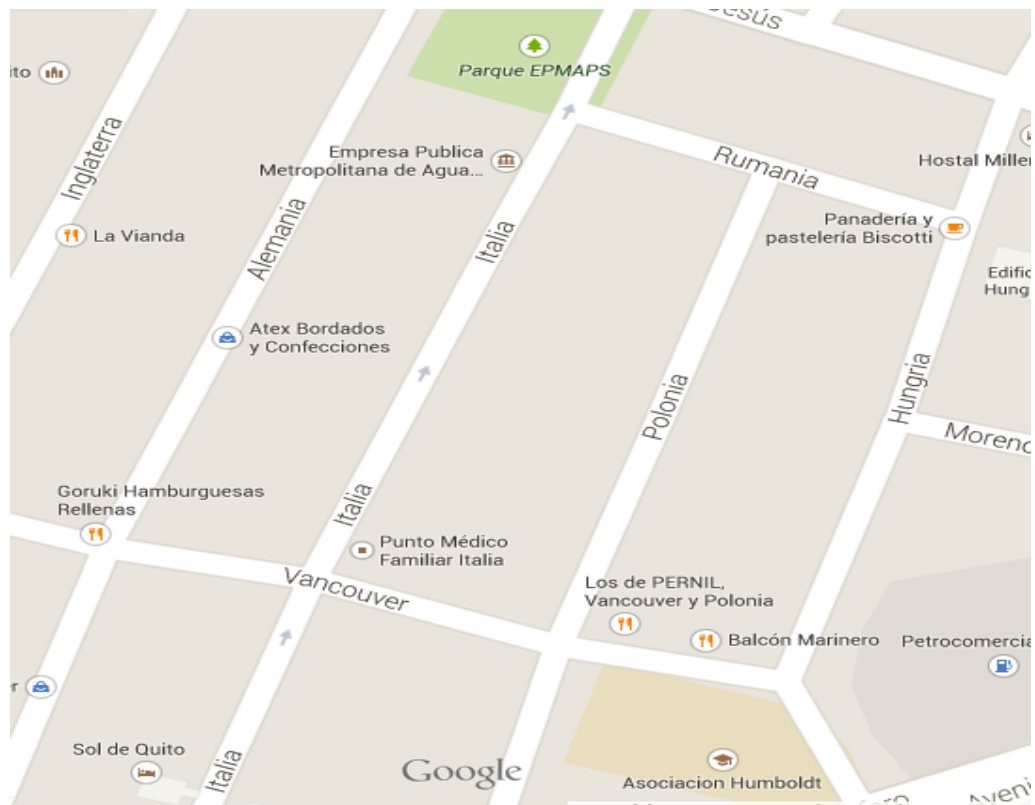 Jesús
ito
Parque EPMAPS
Inglaterra
Empresa Publica
Metropolitana de Agua...
Rumania
Hostal Miller
La Vianda
Alemania
Italia
Panadería y
pastelería Biscotti
Edific
Hung
Atex Bordados
y Confecciones
Polonia
Hungria
Moreno
Goruki Hamburguesas
Rellenas
Italia
Punto Médico
Familiar Italia
Vancouver
Los de PERNIL,
Vancouver y Polonia
Balcón Marinero
Petrocomercia
r
Sol de Quito
Italia
Google
Asociacion Humboldt
Aveni